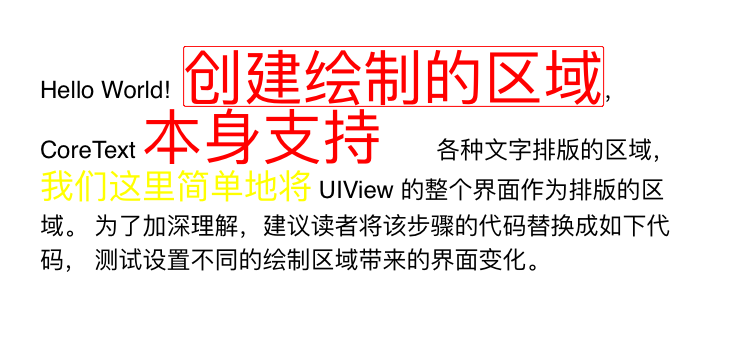 Hello World! 创建绘制的区域，
CoreText 本身支持 各种文字排版的区域，
我们这里简单地将 UIView 的整个界面作为排版的区
域。 为了加深理解，建议读者将该步骤的代码替换成如下代
码， 测试设置不同的绘制区域带来的界面变化。